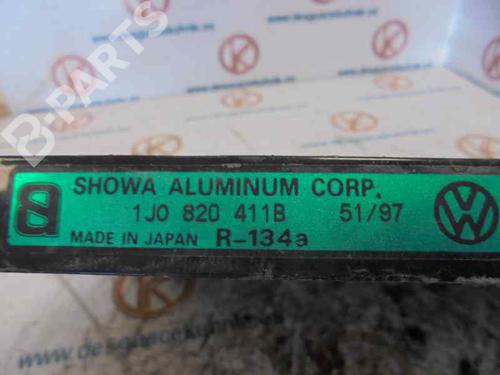 B-PARTS
SHOWA ALUMINUM CORP.
1J0 820 411B 51/97
MADE IN JAPAN R-134a